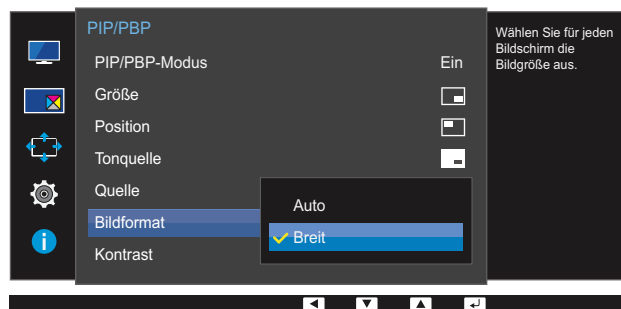 PIP/PBP
PIP/PBP-Modus Ein
Größe
Position
Tonquelle
Quelle
Bildformat
Kontrast
Auto
Breit
Wählen Sie für jeden
Bildschirm die
Bildgröße aus.